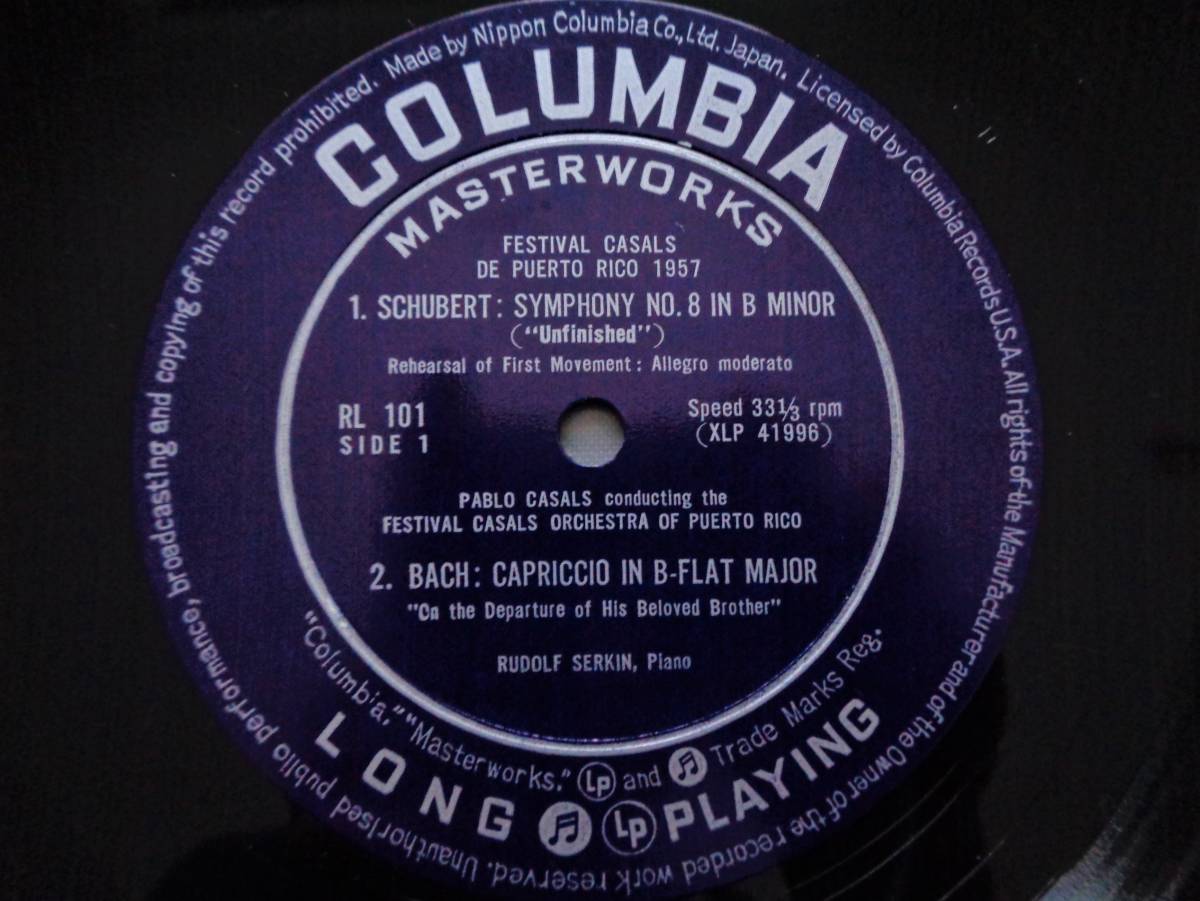 Made by Nippon Columbia Co., Ltd. Japan. Licensed by Columbia Records U.S.A. All rights of the Manufacturer and of the Owner of the recorded work reserved. Unauthorised public performance, broadcasting and copying of this record prohibited.
COLUMBIA
MASTERWORKS
FESTIVAL CASALS
DE PUERTO RICO 1957
1. SCHUBERT: SYMPHONY NO. 8 IN B MINOR
("Unfinished")
Rehearsal of First Movement: Allegro moderato
RL 101
SIDE 1
Speed 33⅓ rpm
(XLP 41996)
PABLO CASALS conducting the
FESTIVAL CASALS ORCHESTRA OF PUERTO RICO
2. BACH: CAPRICCIO IN B-FLAT MAJOR
"On the Departure of His Beloved Brother"
RUDOLF SERKIN, Piano
"Columbia," "Masterworks." LP and Trade Marks Reg.
LONG LP PLAYING